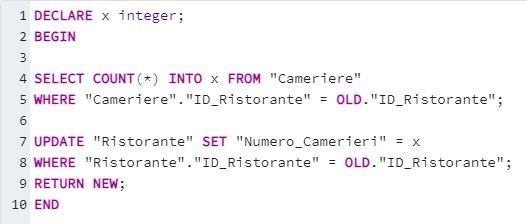 1 DECLARE x integer;
2 BEGIN
3
4 SELECT COUNT(*) INTO x FROM "Cameriere"
5 WHERE "Cameriere"."ID_Ristorante" = OLD."ID_Ristorante";
6
7 UPDATE "Ristorante" SET "Numero_Camerieri" = x
8 WHERE "Ristorante"."ID_Ristorante" = OLD."ID_Ristorante";
9 RETURN NEW;
10 END